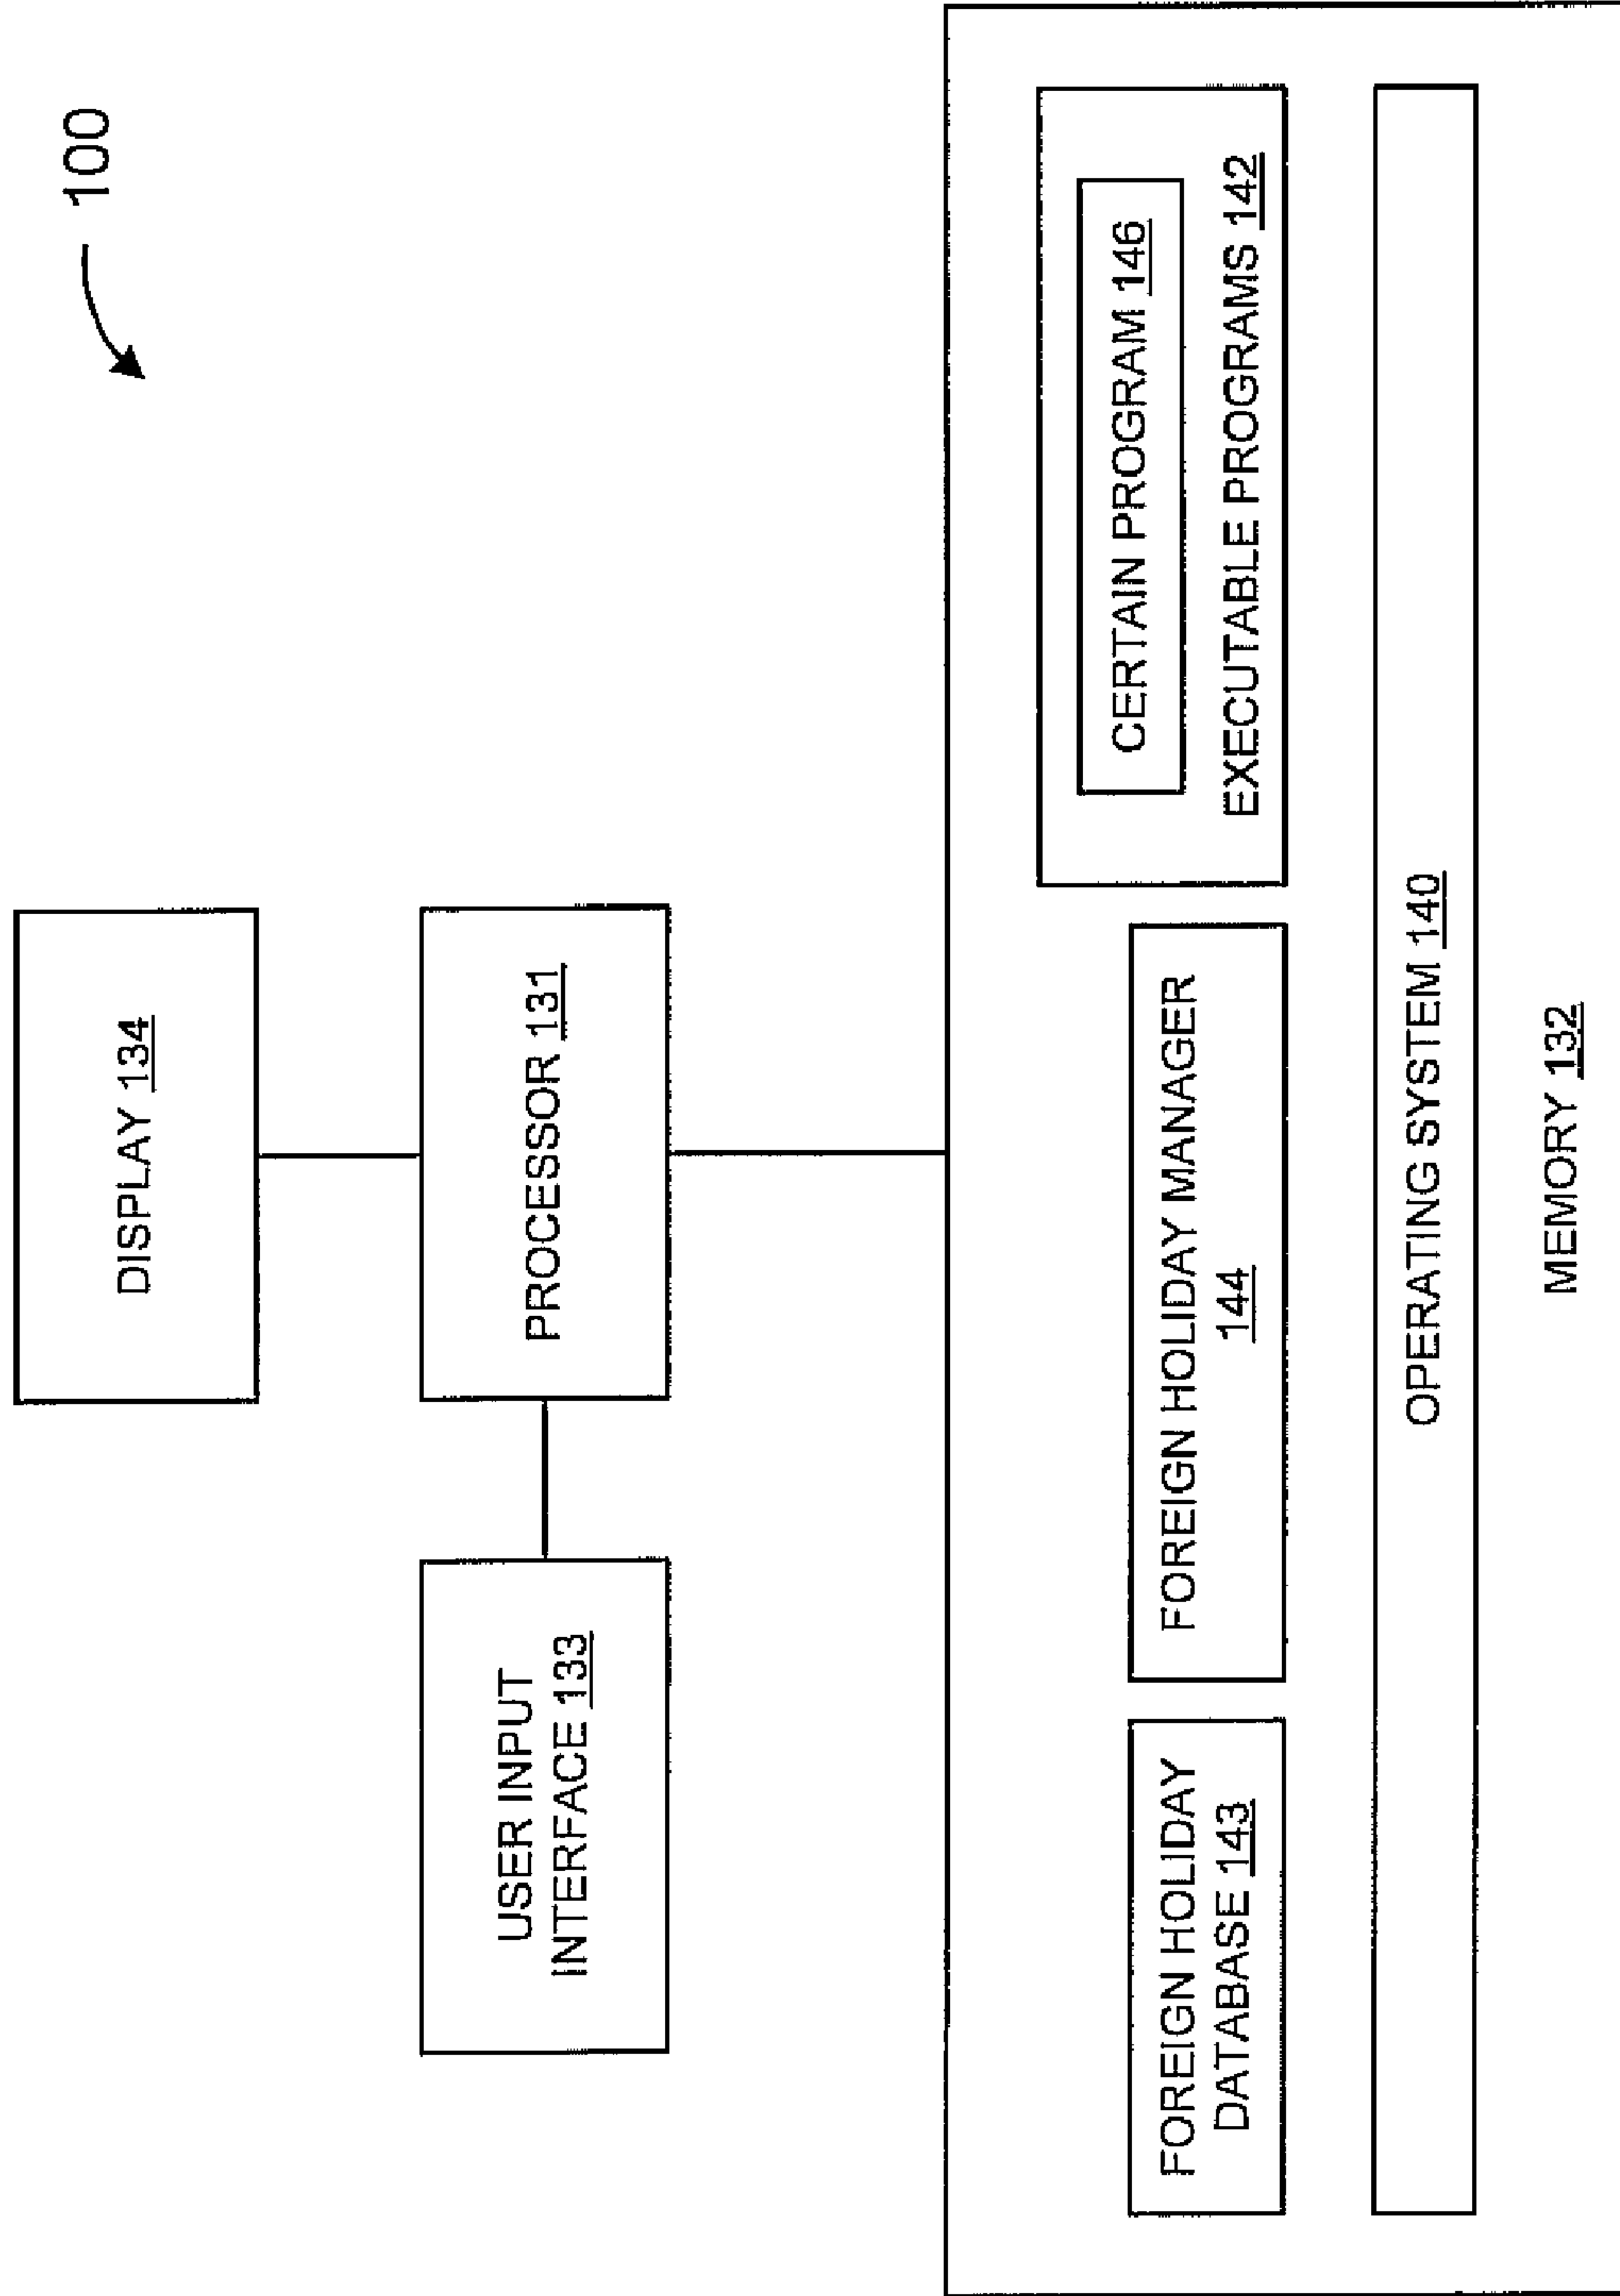 100
DISPLAY 134
USER INPUT
INTERFACE 133
PROCESSOR 131
FOREIGN HOLIDAY
DATABASE 143
FOREIGN HOLIDAY MANAGER
144
CERTAIN PROGRAM 146
EXECUTABLE PROGRAMS 142
OPERATING SYSTEM 140
MEMORY 132